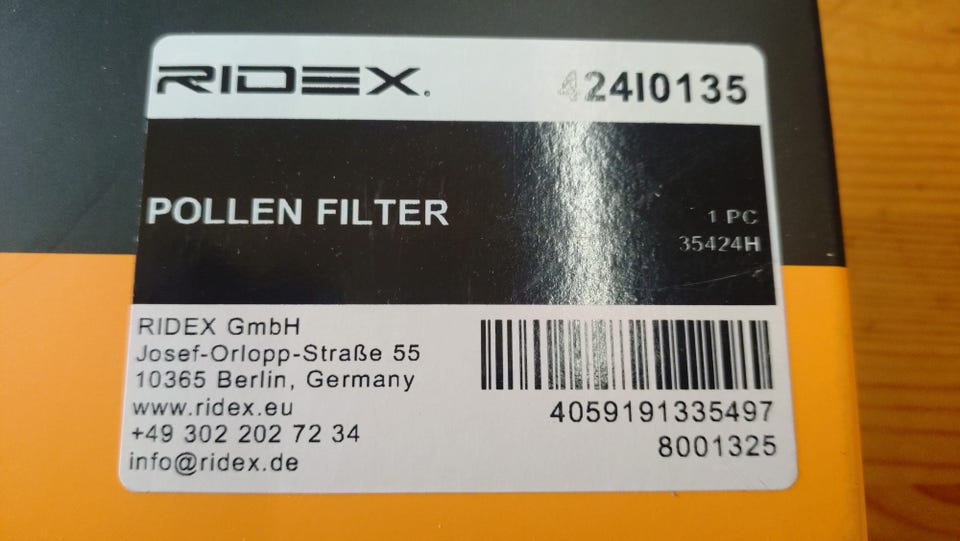 RIDEX. 424I0135
POLLEN FILTER
1 PC
35424H
RIDEX GmbH
Josef-Orlopp-Straße 55
10365 Berlin, Germany
www.ridex.eu
+49 302 202 72 34
info@ridex.de
4059191335497
8001325